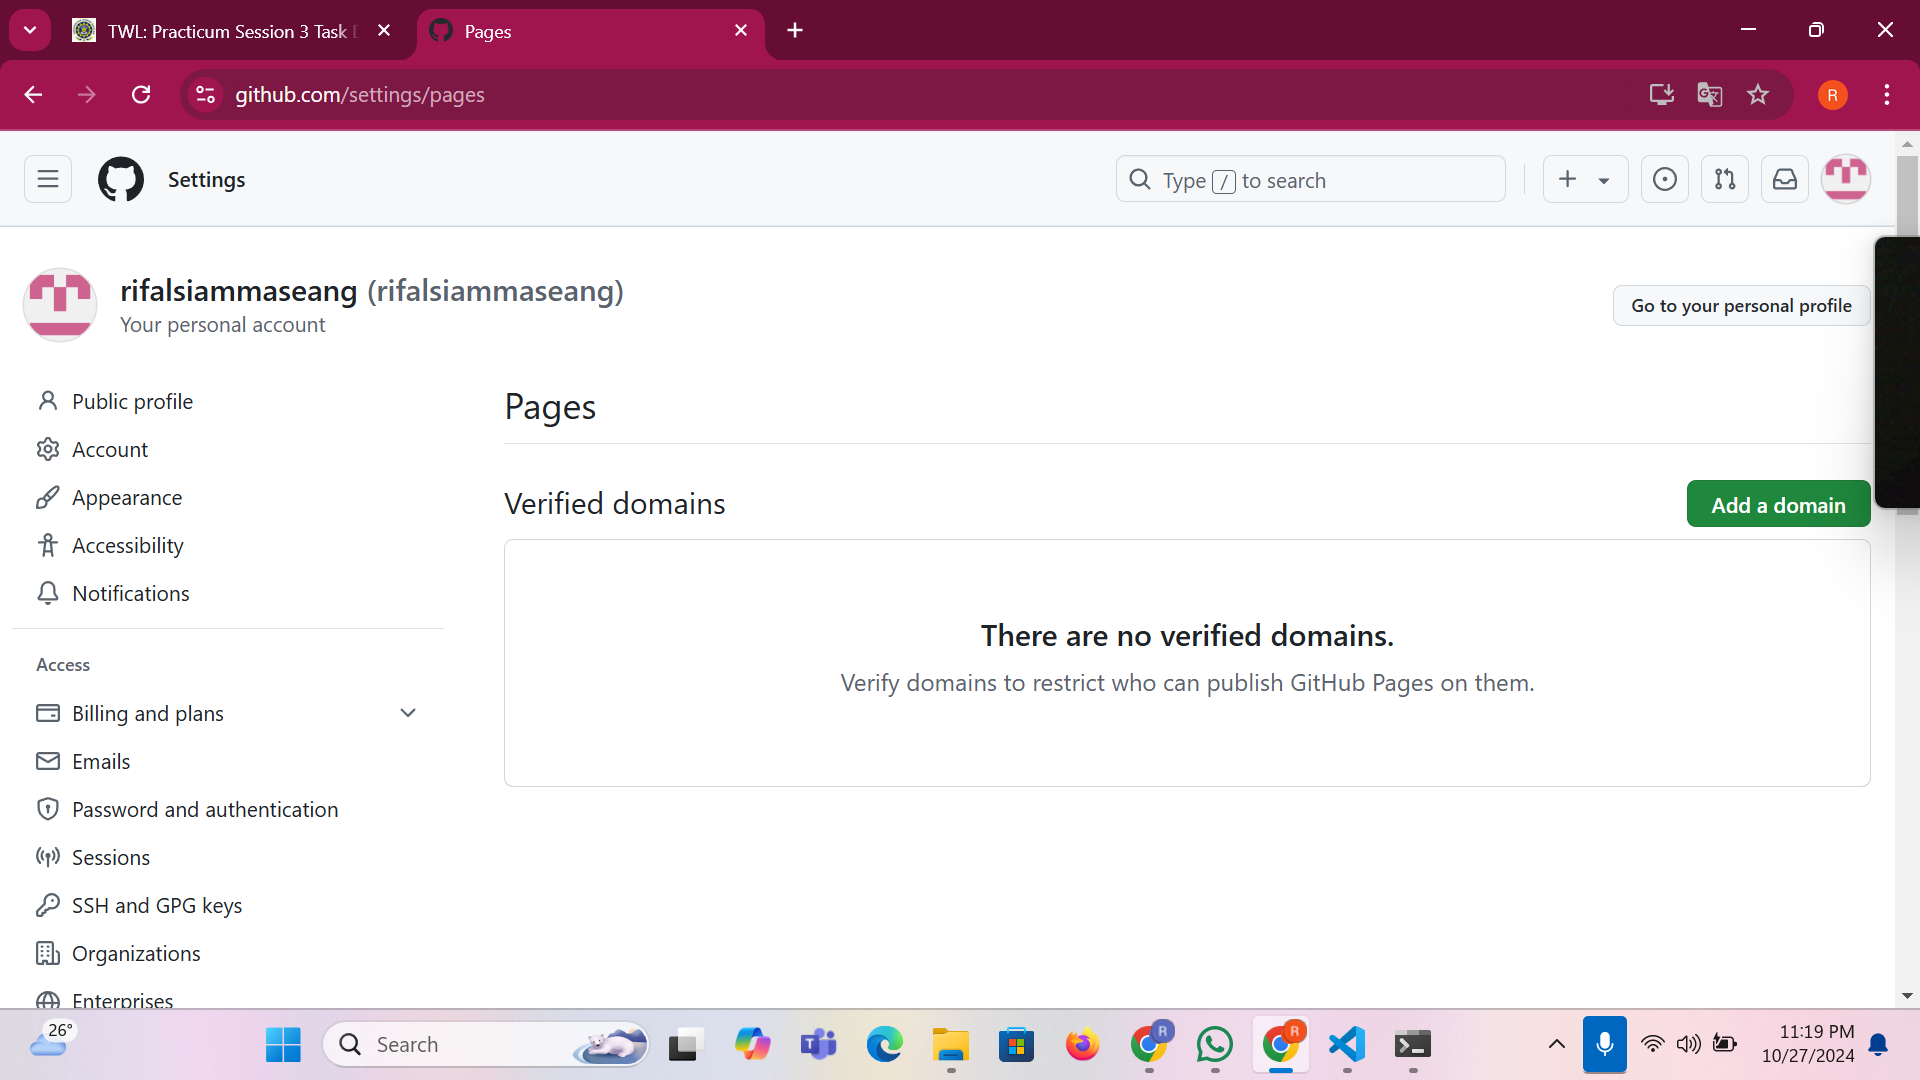 TWL: Practicum Session 3 Task
Pages
github.com/settings/pages
R
Settings
Type / to search
rifalsiammaseang (rifalsiammaseang)
Your personal account
Go to your personal profile
Public profile
Account
Appearance
Accessibility
Notifications
Access
Billing and plans
Emails
Password and authentication
Sessions
SSH and GPG keys
Organizations
Enterprises
Pages
Verified domains
Add a domain
There are no verified domains.
Verify domains to restrict who can publish GitHub Pages on them.
26°
Search
R
R
11:19 PM
10/27/2024